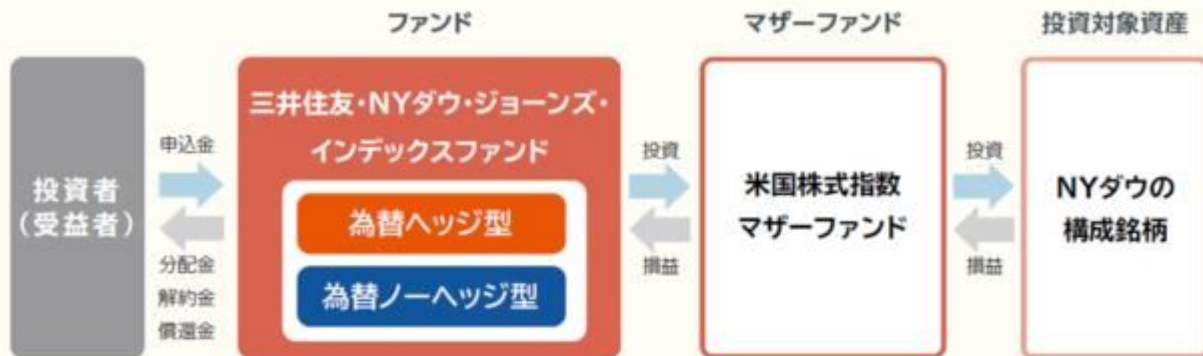 ファンド
マザーファンド
投資対象資産
投資者
（受益者）
申込金
分配金
解約金
償還金
三井住友・NYダウ・ジョーンズ・
インデックスファンド
為替ヘッジ型
為替ノーヘッジ型
投資
損益
米国株式指数
マザーファンド
投資
損益
NYダウの
構成銘柄